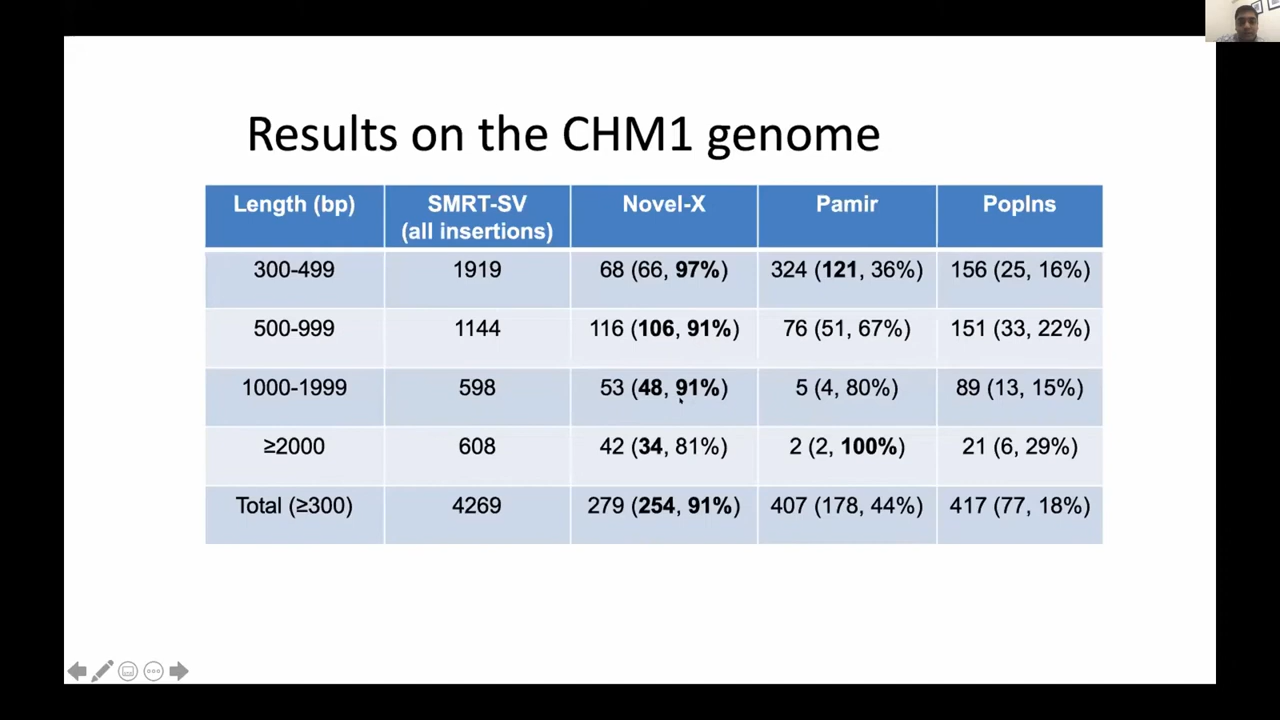 Results on the CHM1 genome
Length (bp) SMRT-SV Novel-X Pamir PopIns
(all insertions)
300-499 1919 68 (66, 97%) 324 (121, 36%) 156 (25, 16%)
500-999 1144 116 (106, 91%) 76 (51, 67%) 151 (33, 22%)
1000-1999 598 53 (48, 91%) 5 (4, 80%) 89 (13, 15%)
≥2000 608 42 (34, 81%) 2 (2, 100%) 21 (6, 29%)
Total (≥300) 4269 279 (254, 91%) 407 (178, 44%) 417 (77, 18%)